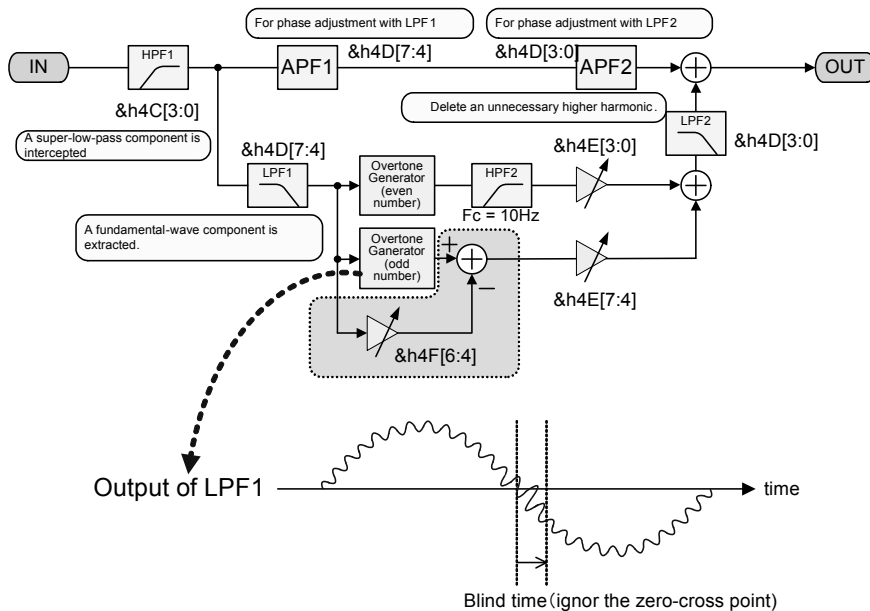 For phase adjustment with LPF1
For phase adjustment with LPF2
&h4D[7:4]
&h4D[3:0]
IN
HPF1
APF1
APF2
OUT
&h4C[3:0]
Delete an unnecessary higher harmonic.
A super-low-pass component is
intercepted
LPF2
&h4D[3:0]
&h4D[7:4]
&h4E[3:0]
LPF1
Overtone
Generator
(even
number)
HPF2
Fc = 10Hz
A fundamental-wave component is
extracted.
Overtone
Ganerator
(odd
number)
+
−
&h4E[7:4]
&h4F[6:4]
Output of LPF1
time
Blind time(ignor the zero-cross point)